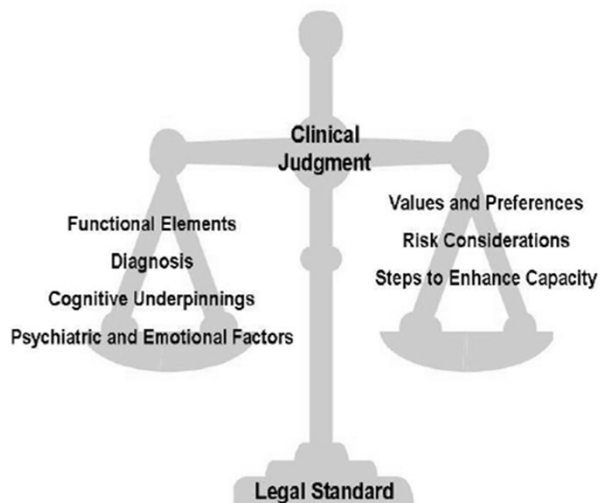 Clinical
Judgment
Functional Elements
Diagnosis
Cognitive Underpinnings
Psychiatric and Emotional Factors
Values and Preferences
Risk Considerations
Steps to Enhance Capacity
Legal Standard